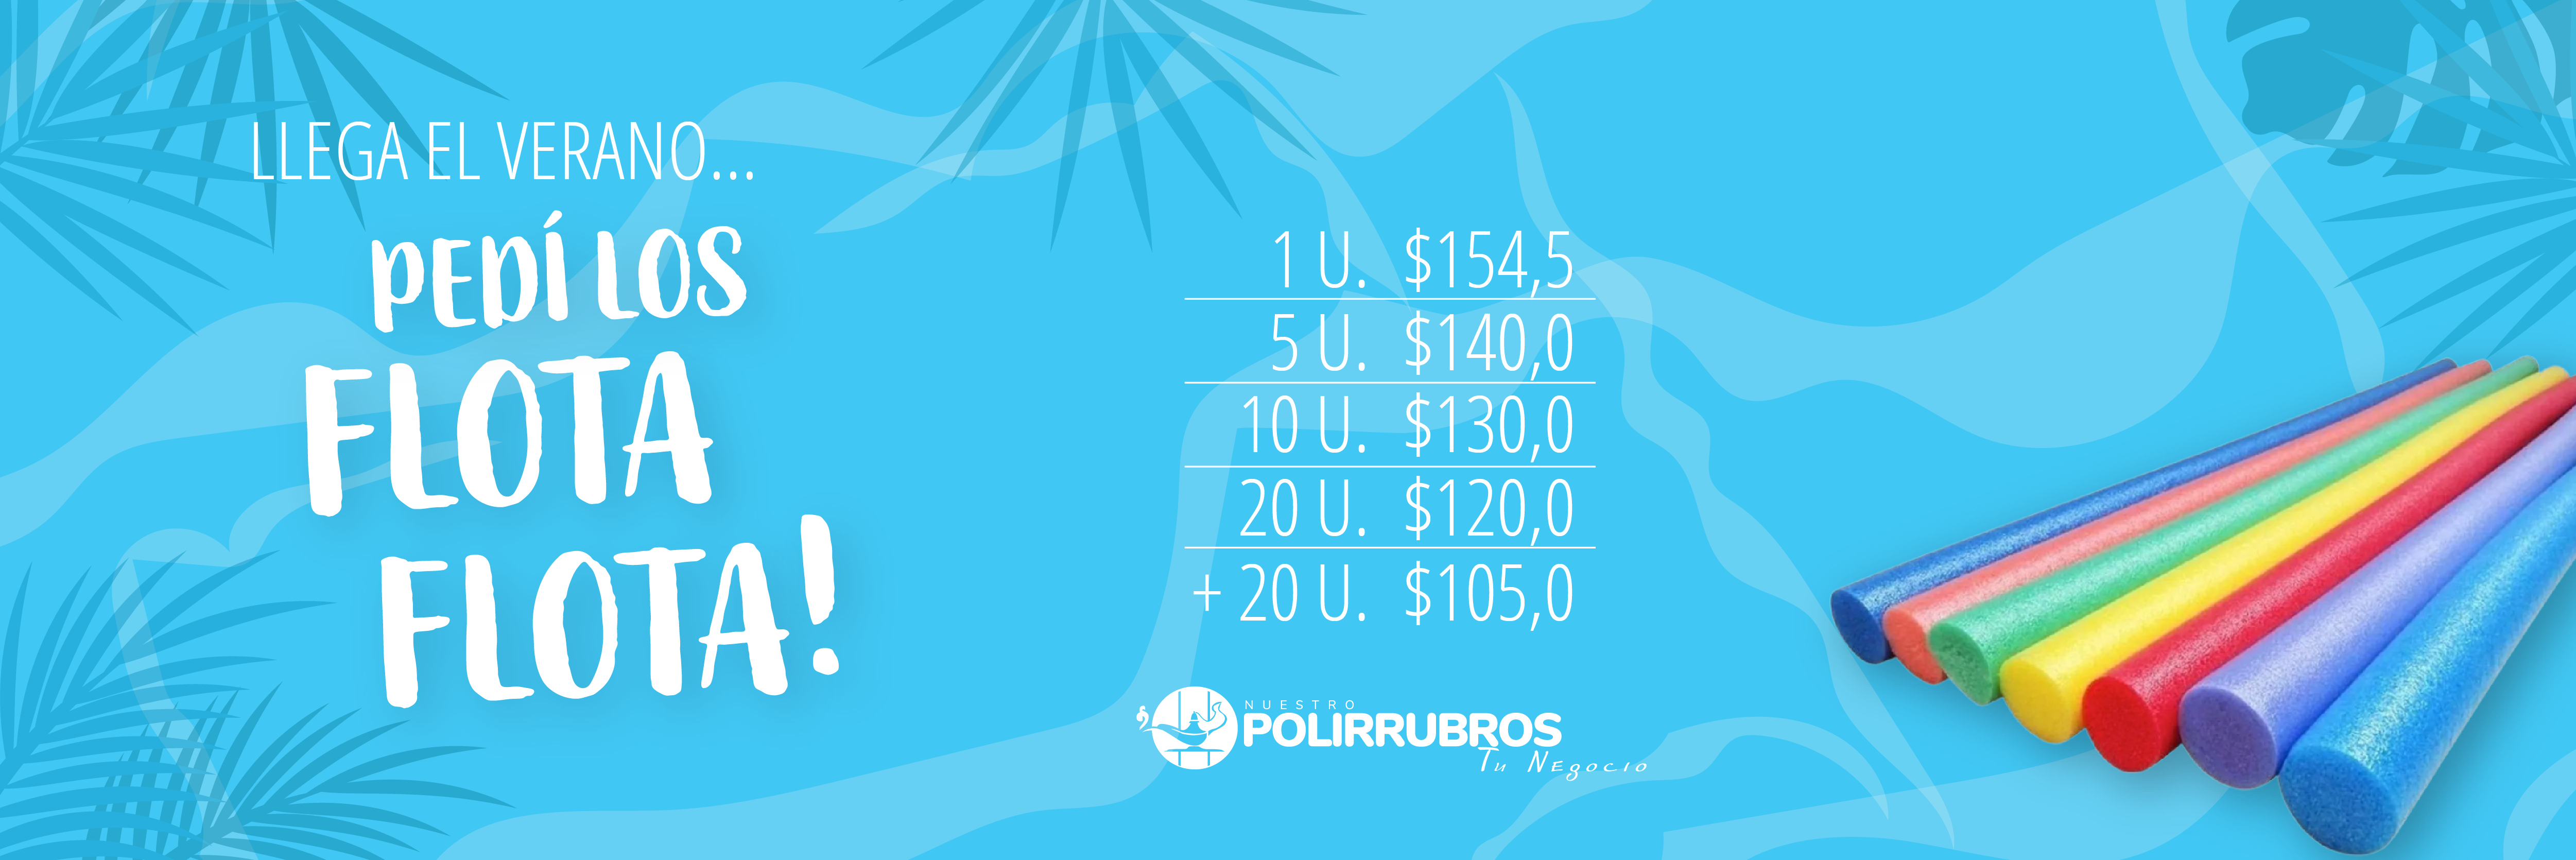 LLEGA EL VERANO...
PEDÍ LOS
FLOTA
FLOTA!
1 U. $154,5
5 U. $140,0
10 U. $130,0
20 U. $120,0
+ 20 U. $105,0
NUESTRO
POLIRRUBROS
Tu Negocio